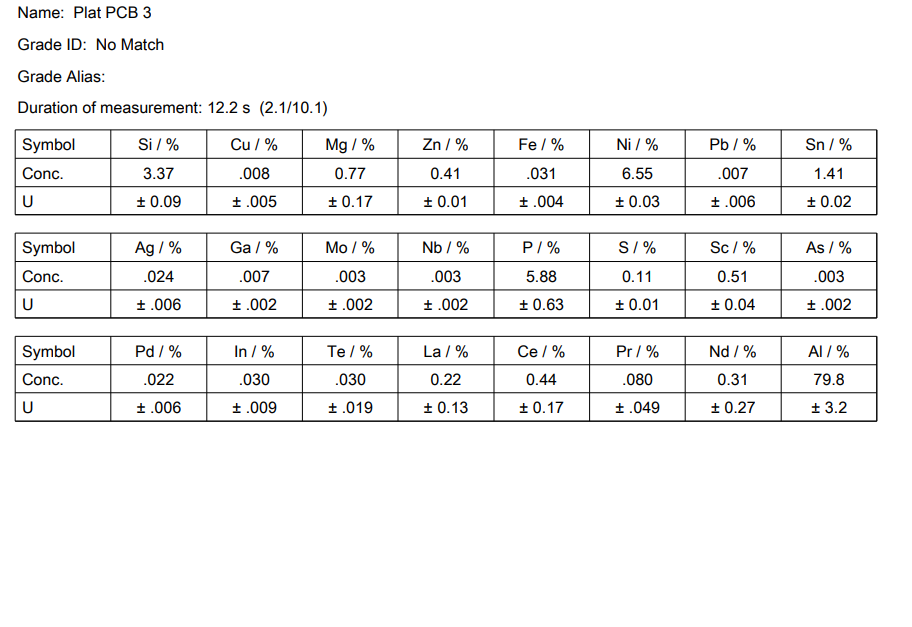 Name: Plat PCB 3
Grade ID: No Match
Grade Alias:
Duration of measurement: 12.2 s (2.1/10.1)
Symbol Si / % Cu / % Mg / % Zn / % Fe / % Ni / % Pb / % Sn / %
Conc. 3.37 .008 0.77 0.41 .031 6.55 .007 1.41
U ± 0.09 ± .005 ± 0.17 ± 0.01 ± .004 ± 0.03 ± .006 ± 0.02
Symbol Ag / % Ga / % Mo / % Nb / % P / % S / % Sc / % As / %
Conc. .024 .007 .003 .003 5.88 0.11 0.51 .003
U ± .006 ± .002 ± .002 ± .002 ± 0.63 ± 0.01 ± 0.04 ± .002
Symbol Pd / % In / % Te / % La / % Ce / % Pr / % Nd / % Al / %
Conc. .022 .030 .030 0.22 0.44 .080 0.31 79.8
U ± .006 ± .009 ± .019 ± 0.13 ± 0.17 ± .049 ± 0.27 ± 3.2